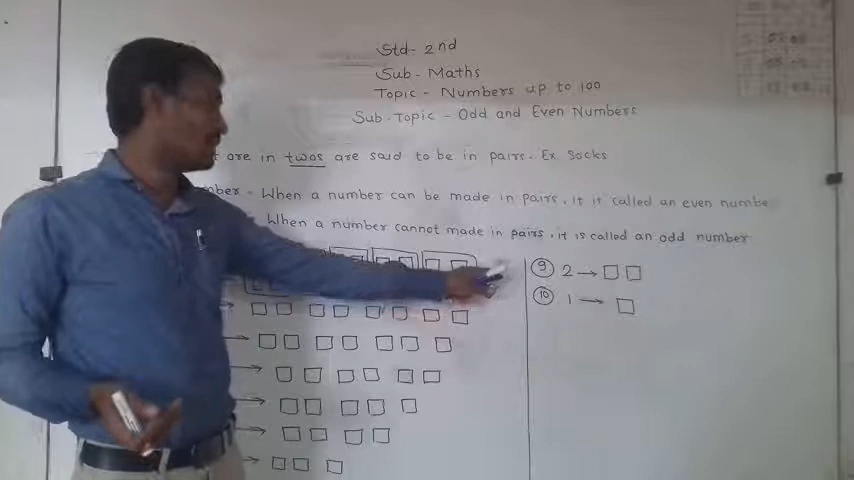 Std- 2nd
Sub- Maths
Topic - Numbers up to 100
Sub-Topic - Odd and Even Numbers
are in twos are said to be in pairs. Ex Socks
- When a number can be made in pairs, it is called an even numbe
When a number cannot made in pairs, it is called an odd number
9 2 → □ □
10 1 → □